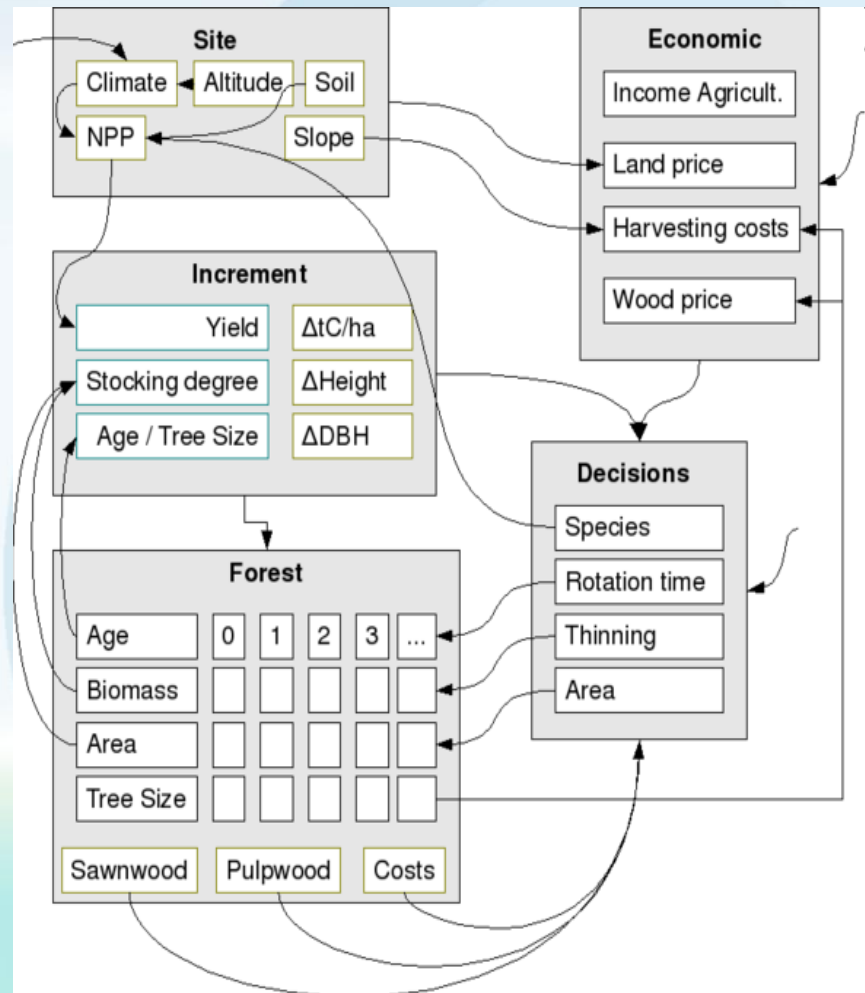 Site
Climate
Altitude
Soil
NPP
Slope
Economic
Income Agricult.
Land price
Harvesting costs
Wood price
Increment
Yield
ΔtC/ha
Stocking degree
ΔHeight
Age / Tree Size
ΔDBH
Decisions
Species
Rotation time
Thinning
Area
Forest
Age 0 1 2 3 ...
Biomass
Area
Tree Size
Sawnwood
Pulpwood
Costs